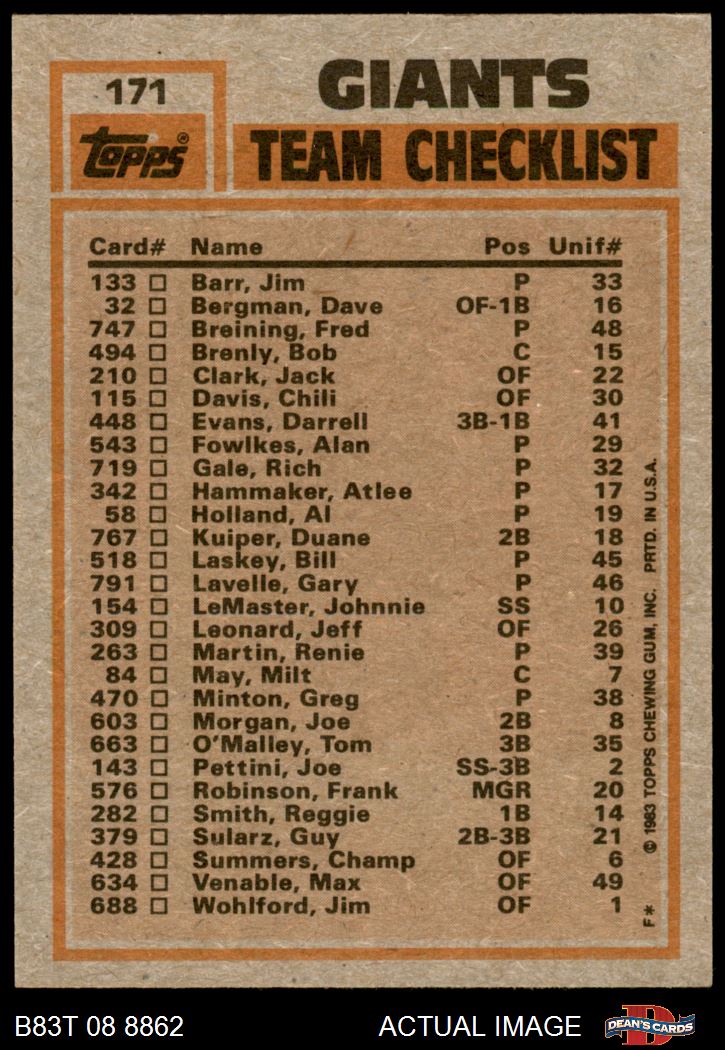 171
GIANTS
Topps®
TEAM CHECKLIST
Card# Name Pos Unif#
133 □ Barr, Jim P 33
32 □ Bergman, Dave OF-1B 16
747 □ Breining, Fred P 48
494 □ Brenly, Bob C 15
210 □ Clark, Jack OF 22
115 □ Davis, Chili OF 30
448 □ Evans, Darrell 3B-1B 41
543 □ Fowlkes, Alan P 29
719 □ Gale, Rich P 32
342 □ Hammaker, Atlee P 17
58 □ Holland, Al P 19
767 □ Kuiper, Duane 2B 18
518 □ Laskey, Bill P 45
791 □ Lavelle, Gary P 46
154 □ LeMaster, Johnnie SS 10
309 □ Leonard, Jeff OF 26
263 □ Martin, Renie P 39
84 □ May, Milt C 7
470 □ Minton, Greg P 38
603 □ Morgan, Joe 2B 8
663 □ O'Malley, Tom 3B 35
143 □ Pettini, Joe SS-3B 2
576 □ Robinson, Frank MGR 20
282 □ Smith, Reggie 1B 14
379 □ Sularz, Guy 2B-3B 21
428 □ Summers, Champ OF 6
634 □ Venable, Max OF 49
688 □ Wohlford, Jim OF 1
F* © 1983 TOPPS CHEWING GUM, INC. PRTD. IN U.S.A.
B83T 08 8862 ACTUAL IMAGE
D
DEAN'S CARDS